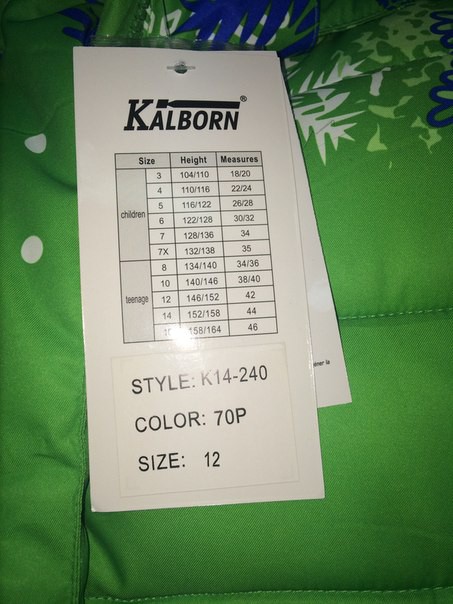 KALBORN®
Size Height Measures
children
3 104/110 18/20
4 110/116 22/24
5 116/122 26/28
6 122/128 30/32
7 128/136 34
7X 132/138 35
teenage
8 134/140 34/36
10 140/146 38/40
12 146/152 42
14 152/158 44
158/164 46
STYLE: K14-240
COLOR: 70P
SIZE: 12